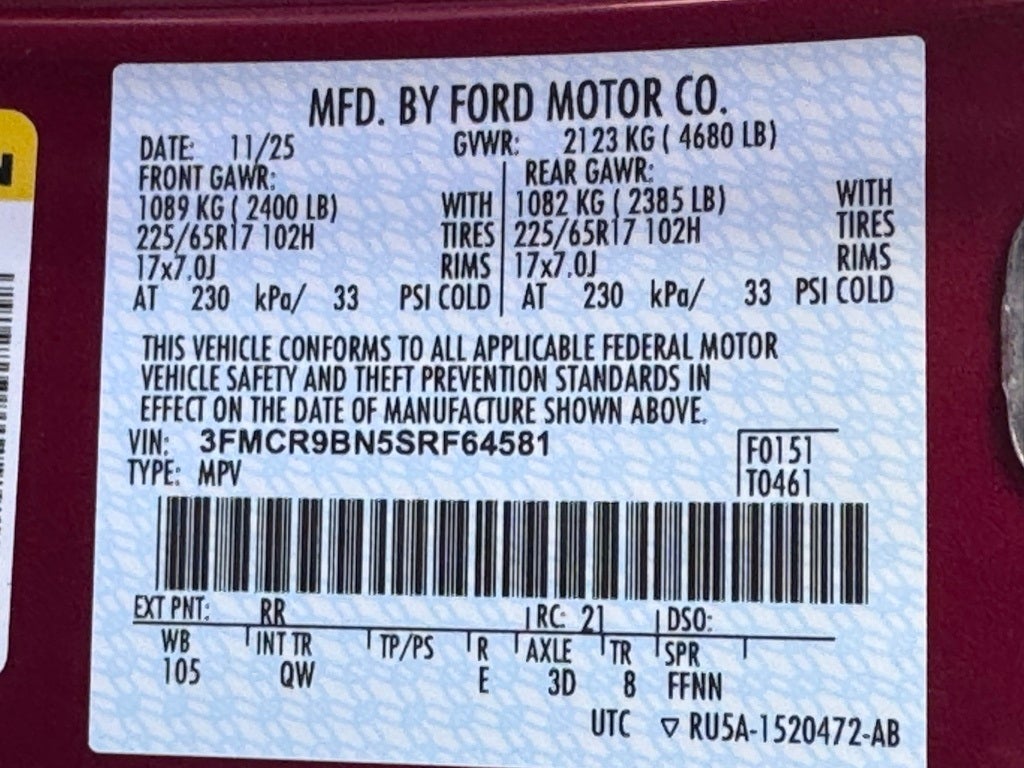 MFD. BY FORD MOTOR CO.
DATE: 11/25 GVWR: 2123 KG ( 4680 LB)
FRONT GAWR: REAR GAWR:
1089 KG ( 2400 LB) WITH 1082 KG ( 2385 LB) WITH
225/65R17 102H TIRES 225/65R17 102H TIRES
17x7.0J RIMS 17x7.0J RIMS
AT 230 kPa/ 33 PSI COLD AT 230 kPa/ 33 PSI COLD
THIS VEHICLE CONFORMS TO ALL APPLICABLE FEDERAL MOTOR
VEHICLE SAFETY AND THEFT PREVENTION STANDARDS IN
EFFECT ON THE DATE OF MANUFACTURE SHOWN ABOVE.
VIN: 3FMCR9BN5SRF64581 F0151
TYPE: MPV T0461
EXT PNT: RR RC: 21 DSO:
WB INT TR TP/PS R AXLE TR SPR
105 QW E 3D 8 FFNN
UTC ▽ RU5A-1520472-AB